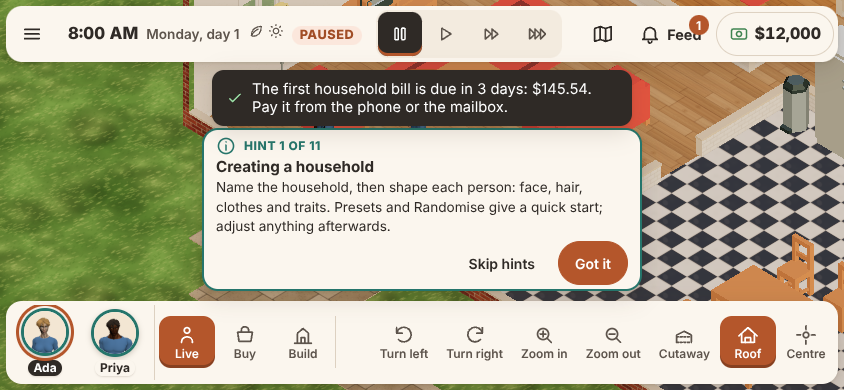 8:00 AM Monday, day 1 PAUSED Feed 1 $12,000
The first household bill is due in 3 days: $145.54.
Pay it from the phone or the mailbox.
HINT 1 OF 11
Creating a household
Name the household, then shape each person: face, hair,
clothes and traits. Presets and Randomise give a quick start;
adjust anything afterwards.
Skip hints Got it
Ada Priya Live Buy Build Turn left Turn right Zoom in Zoom out Cutaway Roof Centre